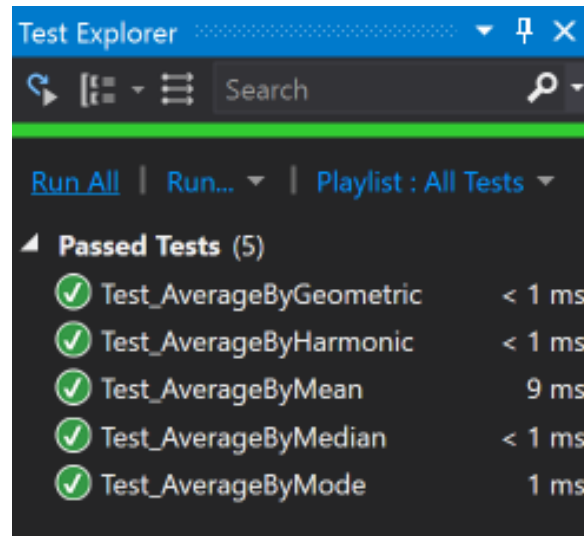 Test Explorer
Search
Run All | Run... | Playlist : All Tests
Passed Tests (5)
Test_AverageByGeometric < 1 ms
Test_AverageByHarmonic < 1 ms
Test_AverageByMean 9 ms
Test_AverageByMedian < 1 ms
Test_AverageByMode 1 ms